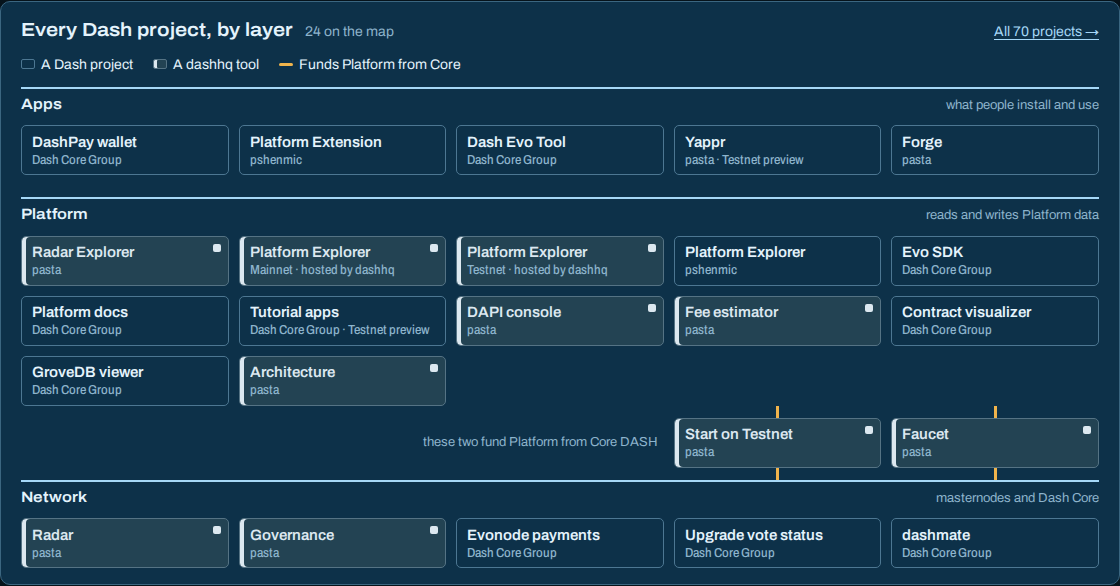 Every Dash project, by layer 24 on the map All 70 projects →
A Dash project A dashhq tool Funds Platform from Core
Apps what people install and use
DashPay wallet
Dash Core Group
Platform Extension
pshenmic
Dash Evo Tool
Dash Core Group
Yappr
pasta · Testnet preview
Forge
pasta
Platform reads and writes Platform data
Radar Explorer
pasta
Platform Explorer
Mainnet · hosted by dashhq
Platform Explorer
Testnet · hosted by dashhq
Platform Explorer
pshenmic
Evo SDK
Dash Core Group
Platform docs
Dash Core Group
Tutorial apps
Dash Core Group · Testnet preview
DAPI console
pasta
Fee estimator
pasta
Contract visualizer
Dash Core Group
GroveDB viewer
Dash Core Group
Architecture
pasta
these two fund Platform from Core DASH
Start on Testnet
pasta
Faucet
pasta
Network masternodes and Dash Core
Radar
pasta
Governance
pasta
Evonode payments
Dash Core Group
Upgrade vote status
Dash Core Group
dashmate
Dash Core Group